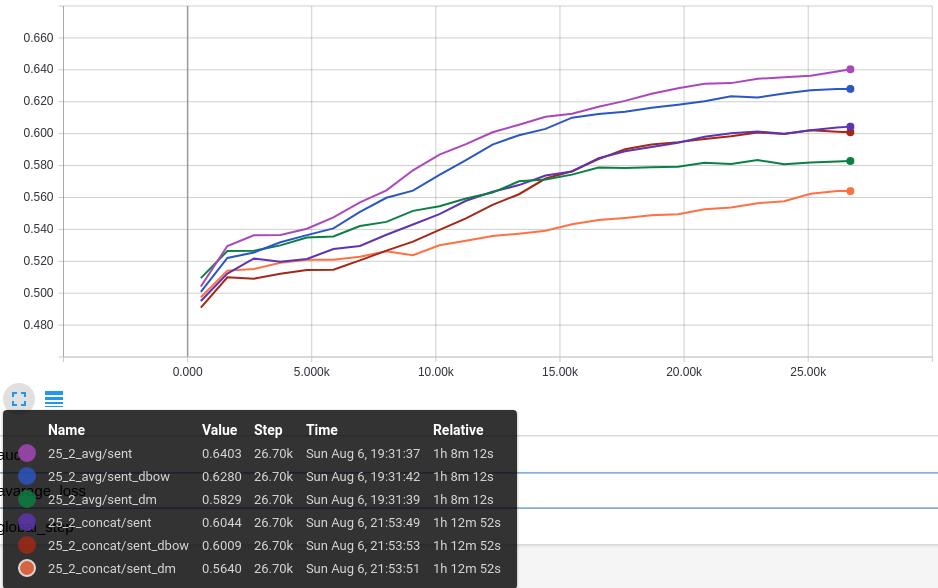 0.660
0.640
0.620
0.600
0.580
0.560
0.540
0.520
0.500
0.480
0.000 5.000k 10.00k 15.00k 20.00k 25.00k
Name Value Step Time Relative
25_2_avg/sent 0.6403 26.70k Sun Aug 6, 19:31:37 1h 8m 12s
25_2_avg/sent_dbow 0.6280 26.70k Sun Aug 6, 19:31:42 1h 8m 12s
25_2_avg/sent_dm 0.5829 26.70k Sun Aug 6, 19:31:39 1h 8m 12s
avarage_loss
25_2_concat/sent 0.6044 26.70k Sun Aug 6, 21:53:49 1h 12m 52s
25_2_concat/sent_dbow 0.6009 26.70k Sun Aug 6, 21:53:53 1h 12m 52s
25_2_concat/sent_dm 0.5640 26.70k Sun Aug 6, 21:53:51 1h 12m 52s